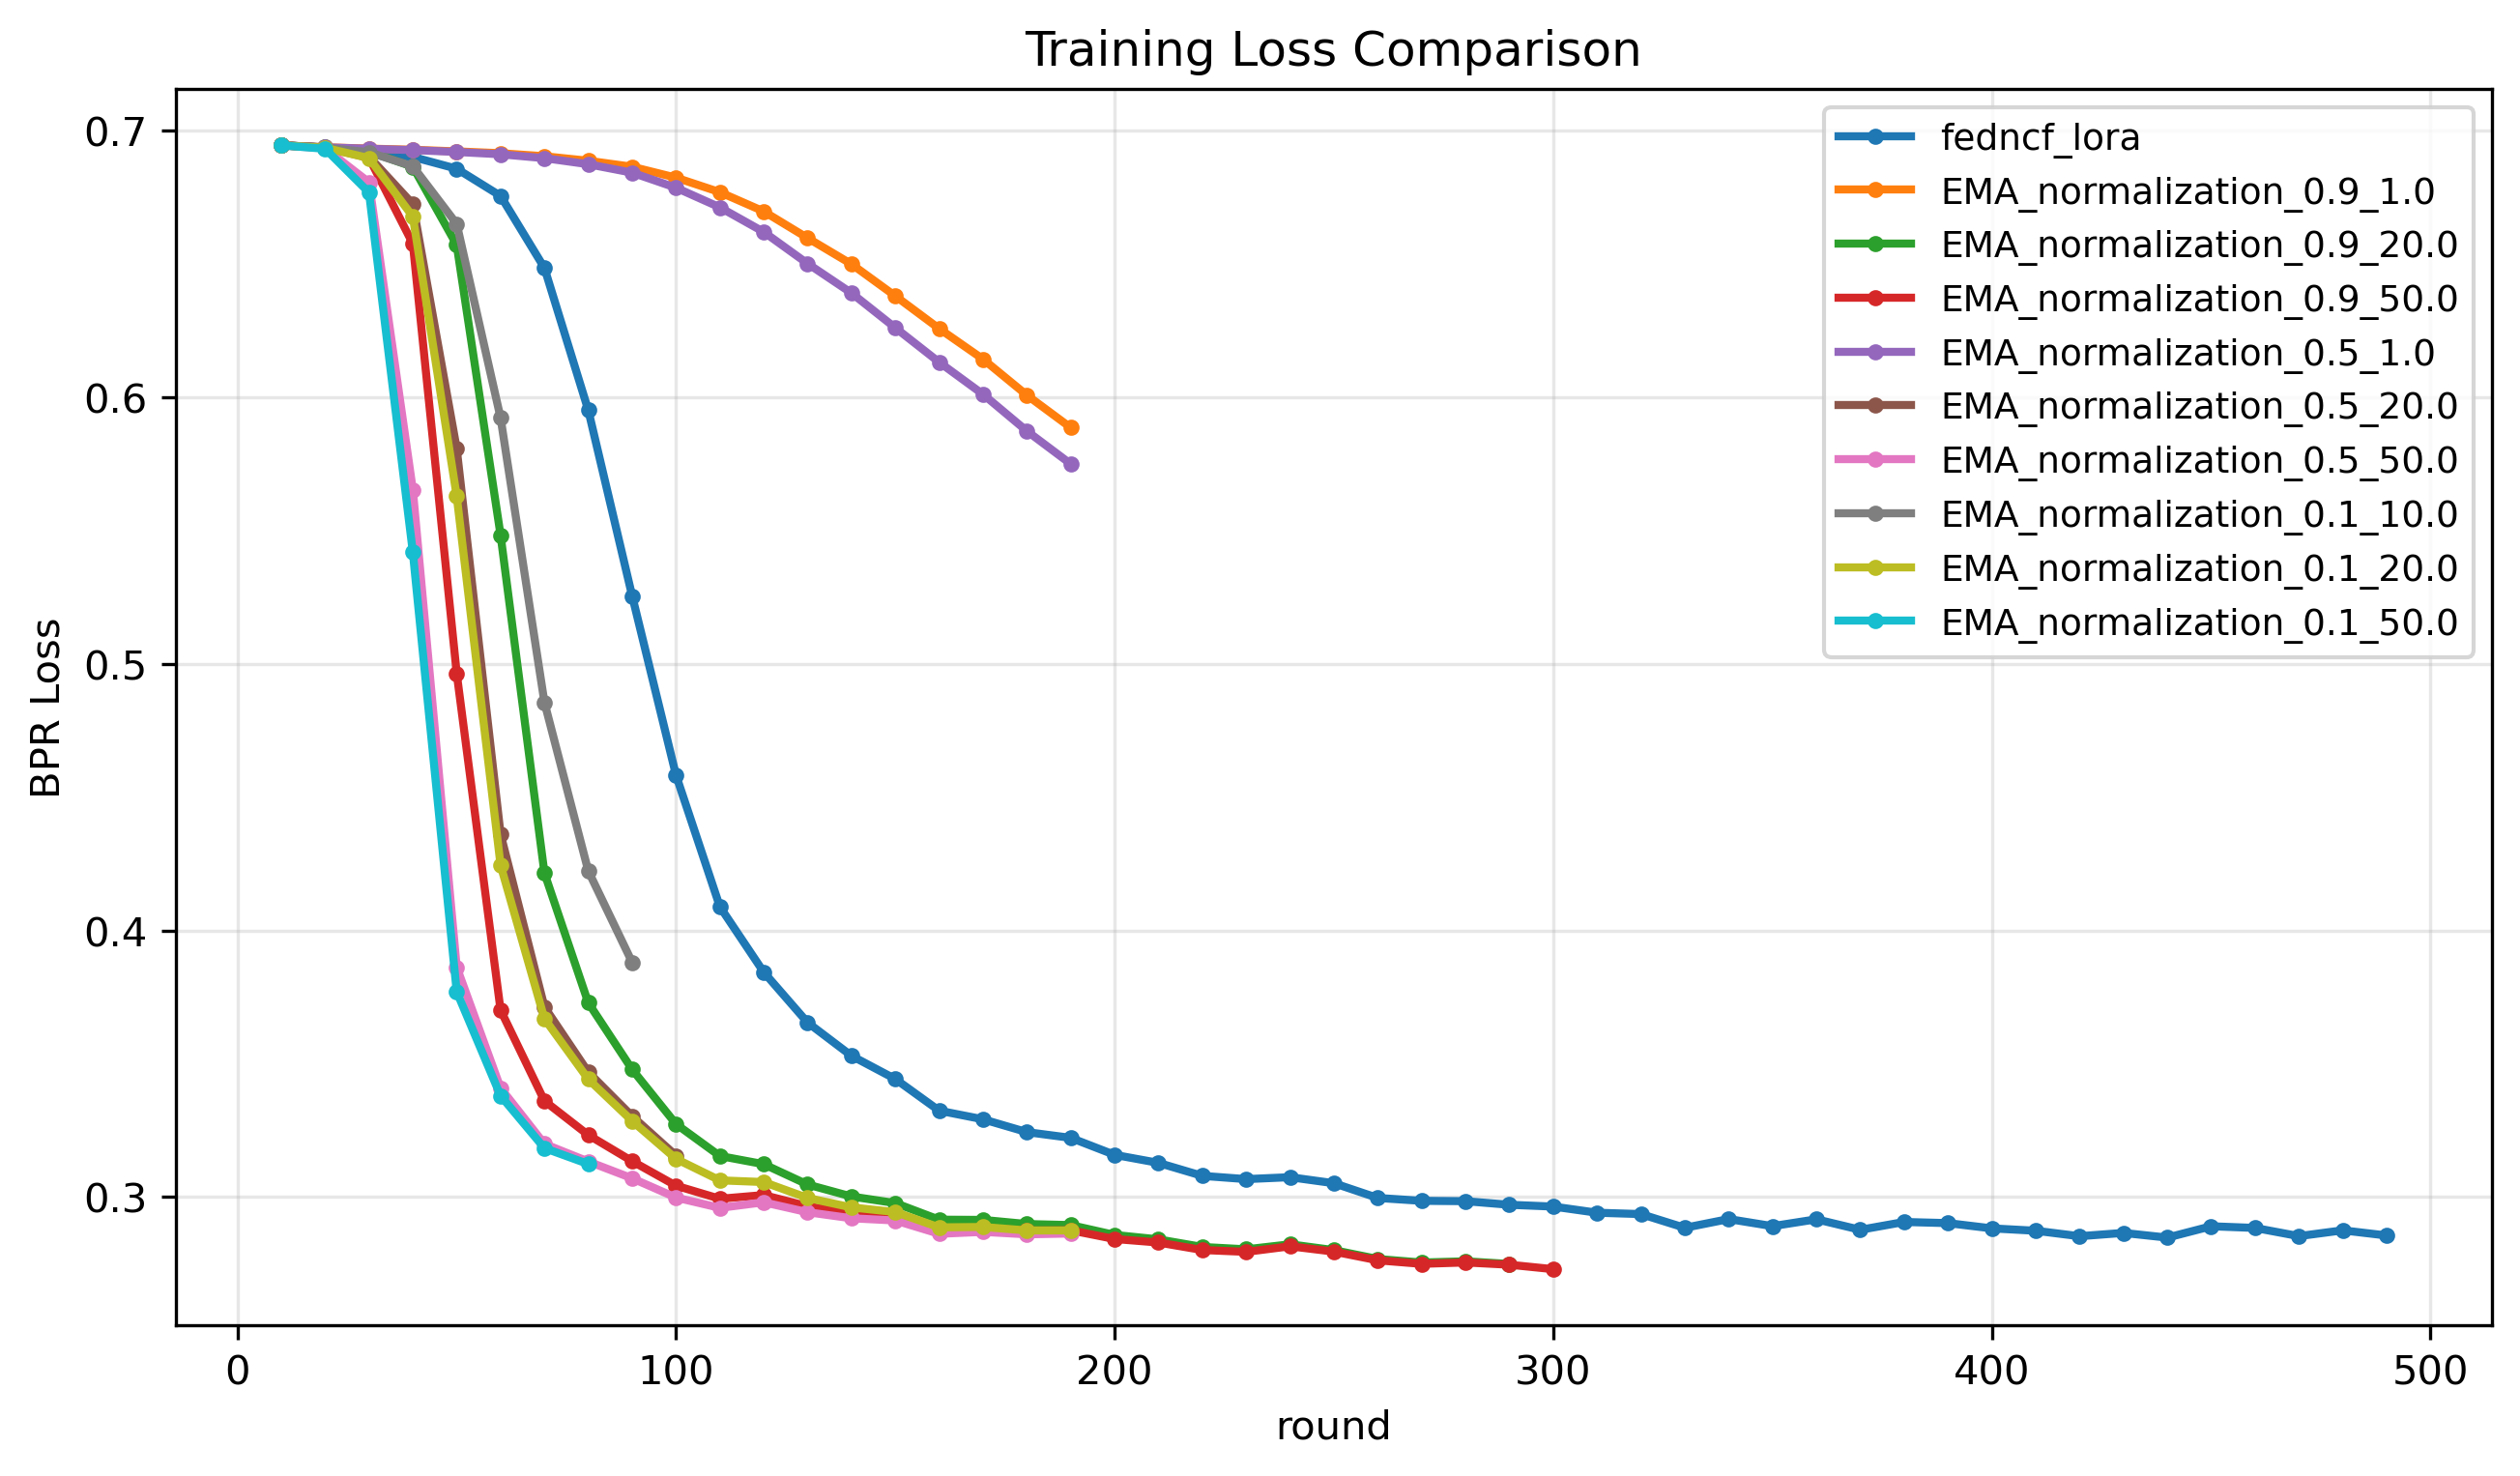 Training Loss Comparison
0.7
0.6
0.5
0.4
0.3
BPR Loss
0
100
200
300
400
500
round
fedncf_lora
EMA_normalization_0.9_1.0
EMA_normalization_0.9_20.0
EMA_normalization_0.9_50.0
EMA_normalization_0.5_1.0
EMA_normalization_0.5_20.0
EMA_normalization_0.5_50.0
EMA_normalization_0.1_10.0
EMA_normalization_0.1_20.0
EMA_normalization_0.1_50.0